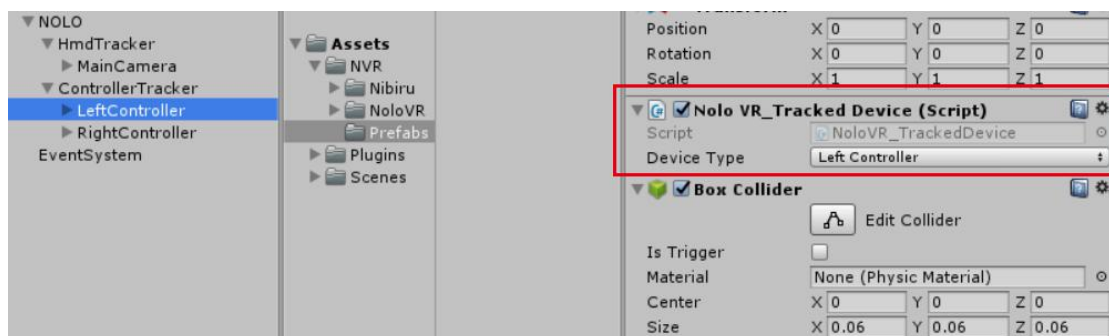 NOLO
HmdTracker
MainCamera
ControllerTracker
LeftController
RightController
EventSystem
Assets
NVR
Nibiru
NoloVR
Prefabs
Plugins
Scenes
Position X 0 Y 0 Z 0
Rotation X 0 Y 0 Z 0
Scale X 1 Y 1 Z 1
Nolo VR_Tracked Device (Script)
Script NoloVR_TrackedDevice
Device Type Left Controller
Box Collider
Edit Collider
Is Trigger
Material None (Physic Material)
Center X 0 Y 0 Z 0
Size X 0.06 Y 0.06 Z 0.06